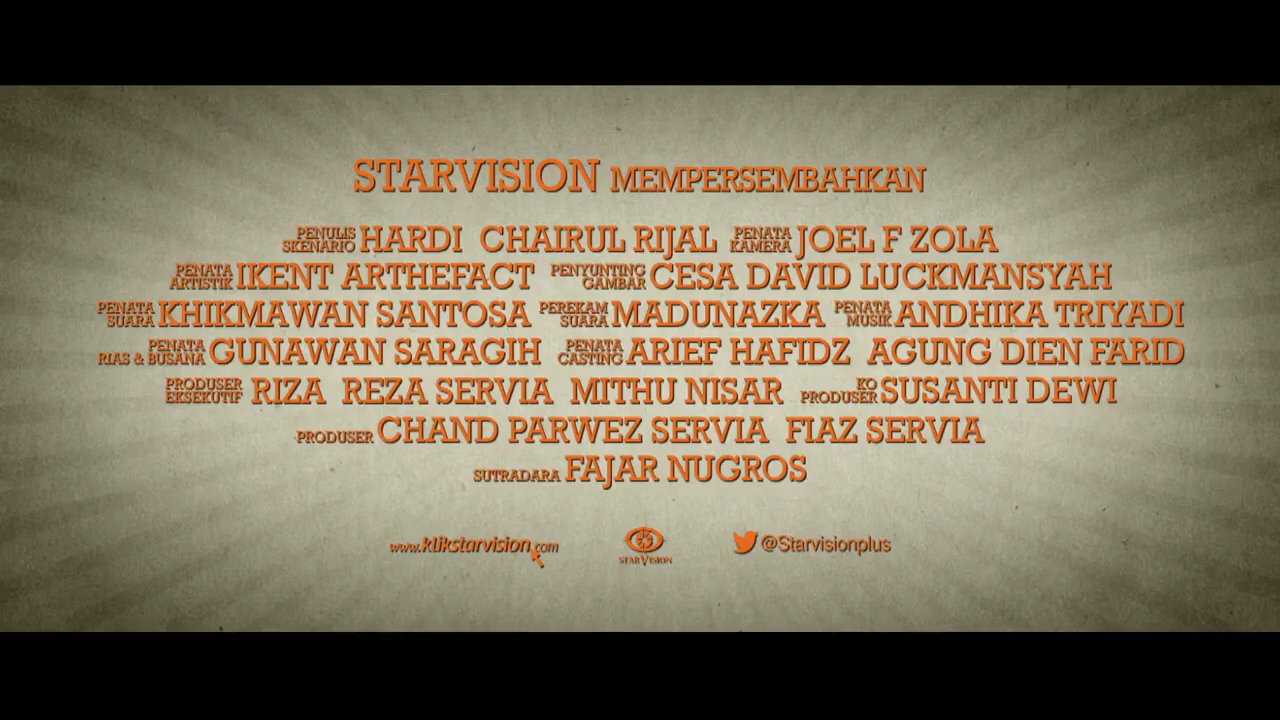 STARVISION MEMPERSEMBAHKAN
PENULIS SKENARIO HARDI CHAIRUL RIJAL PENATA KAMERA JOEL F ZOLA
PENATA ARTISTIK IKENT ARTHEFACT PENYUNTING GAMBAR CESA DAVID LUCKMANSYAH
PENATA SUARA KHIKMAWAN SANTOSA PEREKAM SUARA MADUNAZKA PENATA MUSIK ANDHIKA TRIYADI
PENATA RIAS & BUSANA GUNAWAN SARAGIH PENATA CASTING ARIEF HAFIDZ AGUNG DIEN FARID
PRODUSER EKSEKUTIF RIZA REZA SERVIA MITHU NISAR KO PRODUSER SUSANTI DEWI
PRODUSER CHAND PARWEZ SERVIA FIAZ SERVIA
SUTRADARA FAJAR NUGROS
www.klikstarvision.com STARVISION @Starvisionplus